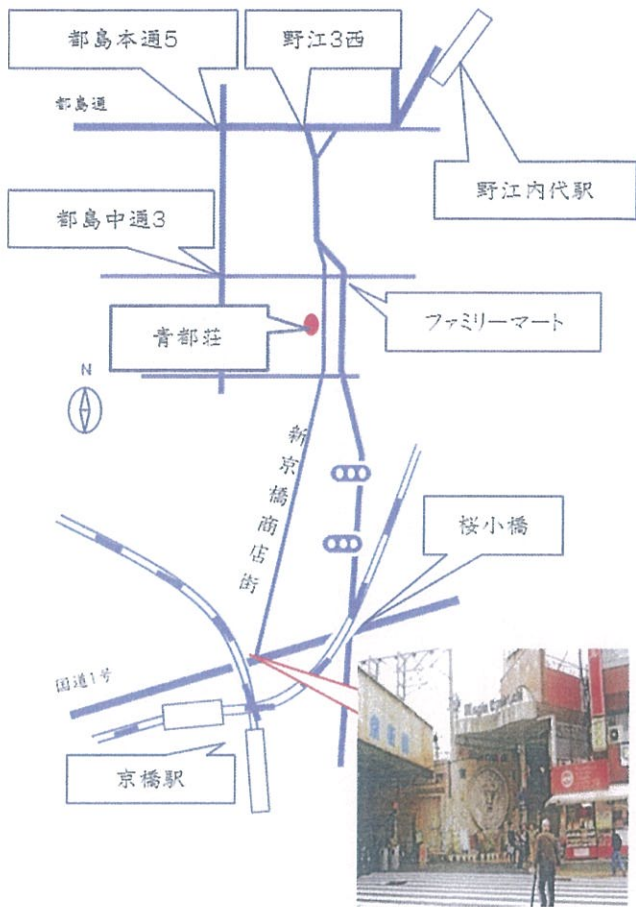 都島本通5
野江3西
都島通
野江内代駅
都島中通3
ファミリーマート
青都荘
N
新京橋商店街
桜小橋
国道1号
京橋駅